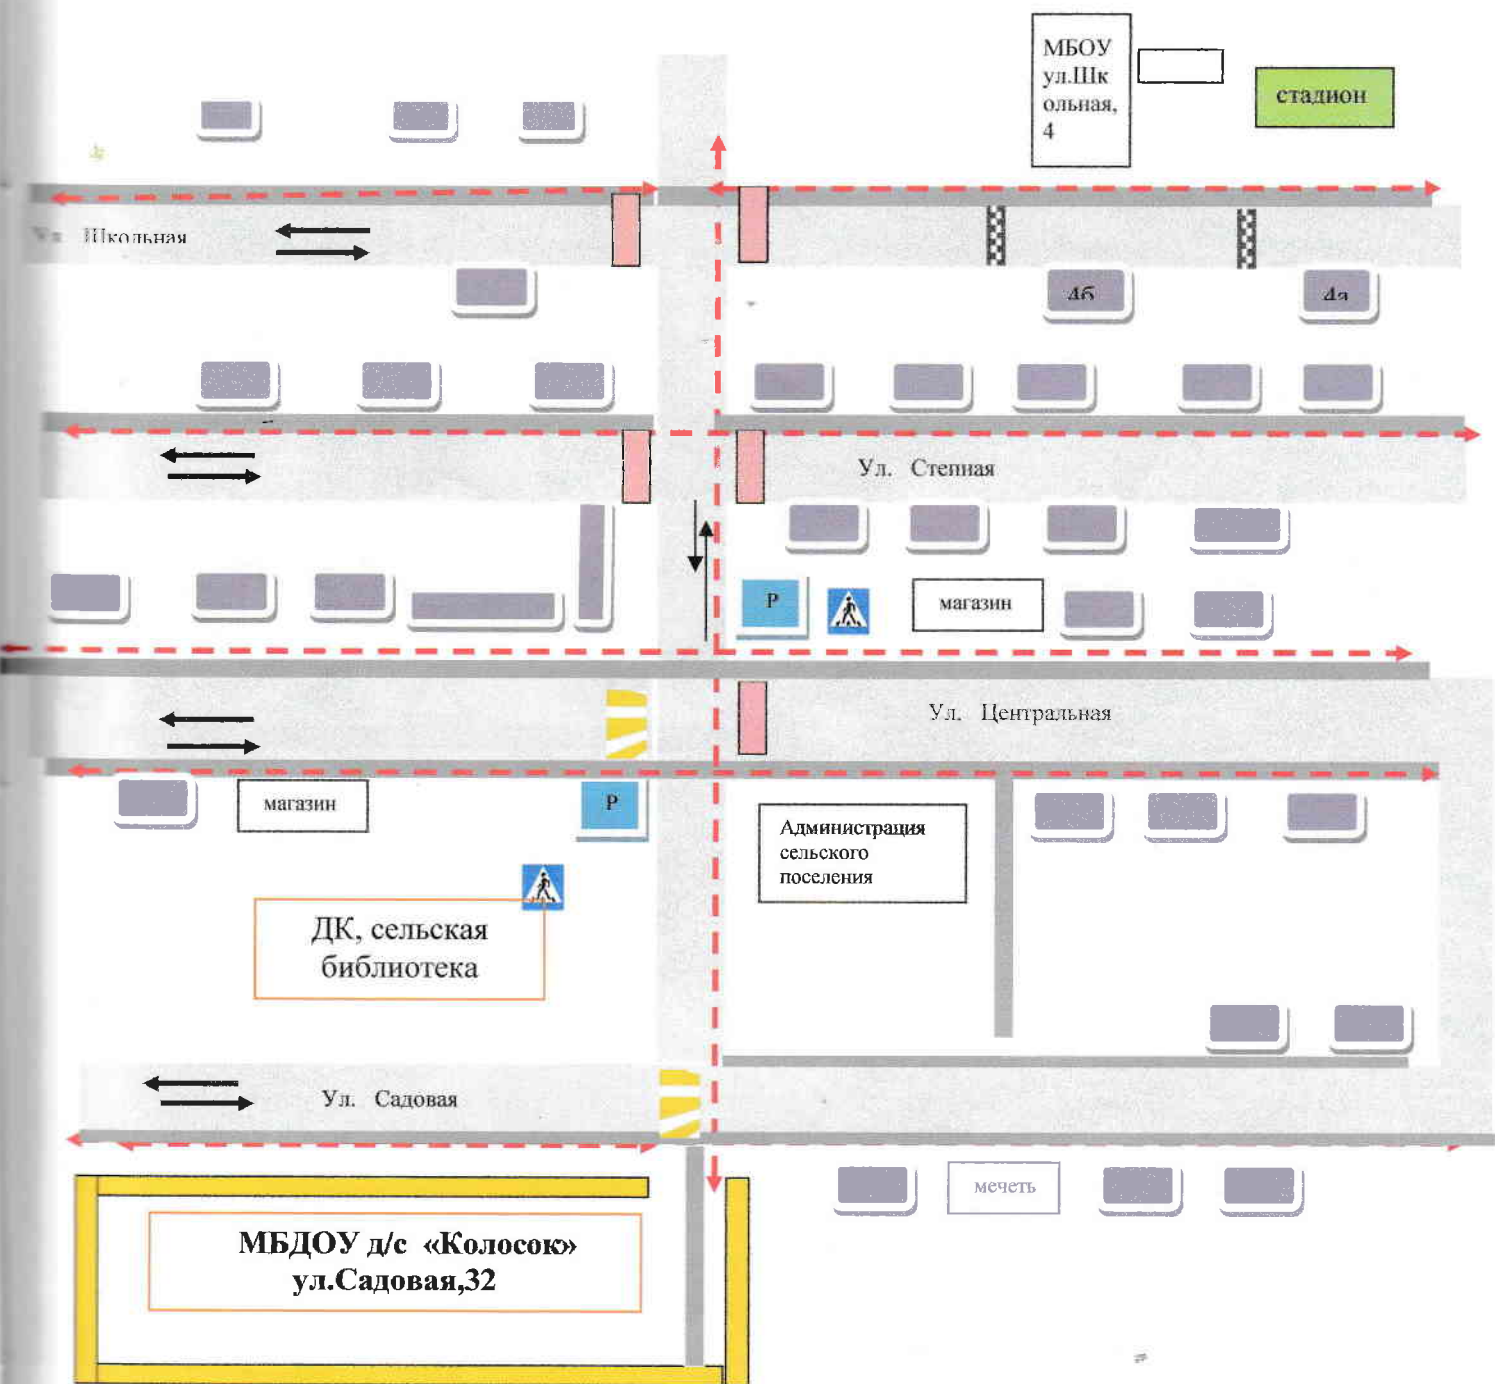 МБОУ
ул.Шк
ольная,
4
стадион
Ул. Школьная
4б
4а
Ул. Степная
Р
магазин
Ул. Центральная
магазин
Р
Администрация
сельского
поселения
ДК, сельская
библиотека
Ул. Садовая
мечеть
МБДОУ д/с «Колосок»
ул.Садовая,32